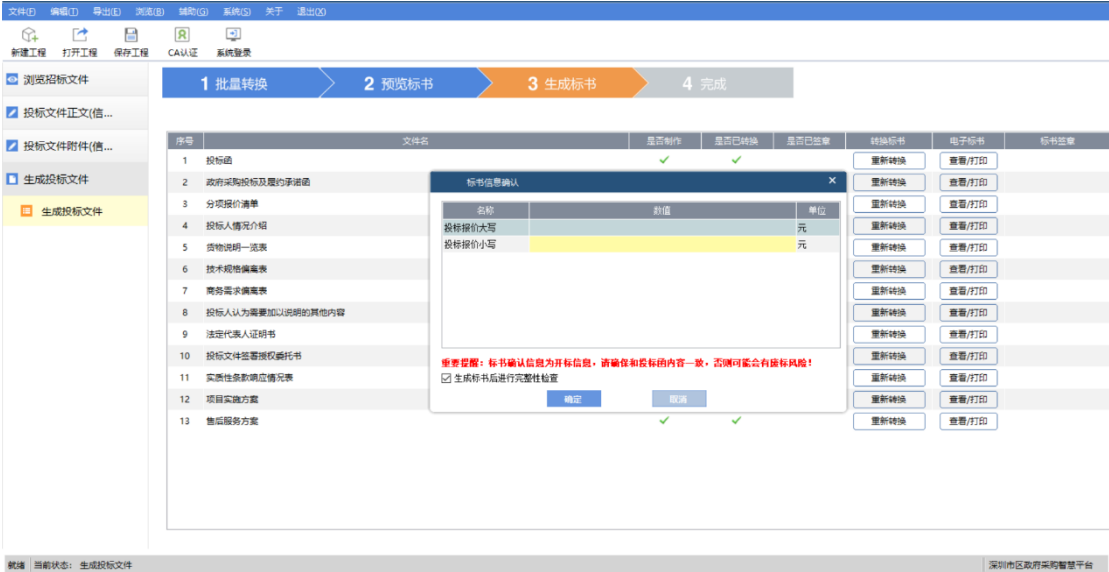 文件(F) 编辑(I) 导出(E) 浏览(B) 辅助(G) 系统(S) 关于 退出(X)
新建工程 打开工程 保存工程 CA认证 系统登录
浏览招标文件
投标文件正文(信...
投标文件附件(信...
生成投标文件
生成投标文件
1 批量转换 2 预览标书 3 生成标书 4 完成
序号 文件名 是否制作 是否已转换 是否已签章 转换标书 电子标书 标书签章
1 投标函 重新转换 查看/打印
2 政府采购投标及履约承诺函 重新转换 查看/打印
3 分项报价清单 重新转换 查看/打印
4 投标人情况介绍 重新转换 查看/打印
5 货物说明一览表 重新转换 查看/打印
6 技术规格偏离表 重新转换 查看/打印
7 商务需求偏离表 重新转换 查看/打印
8 投标人认为需要加以说明的其他内容 重新转换 查看/打印
9 法定代表人证明书 重新转换 查看/打印
10 投标文件签署授权委托书 重新转换 查看/打印
11 实质性条款响应情况表 重新转换 查看/打印
12 项目实施方案 重新转换 查看/打印
13 售后服务方案 重新转换 查看/打印
标书信息确认 ×
名称 数值 单位
投标报价大写 元
投标报价小写 元
重要提醒：标书确认信息为开标信息，请确保和投标函内容一致，否则可能会有废标风险！
生成标书后进行完整性检查
确定 取消
就绪 当前状态： 生成投标文件 深圳市区政府采购智慧平台